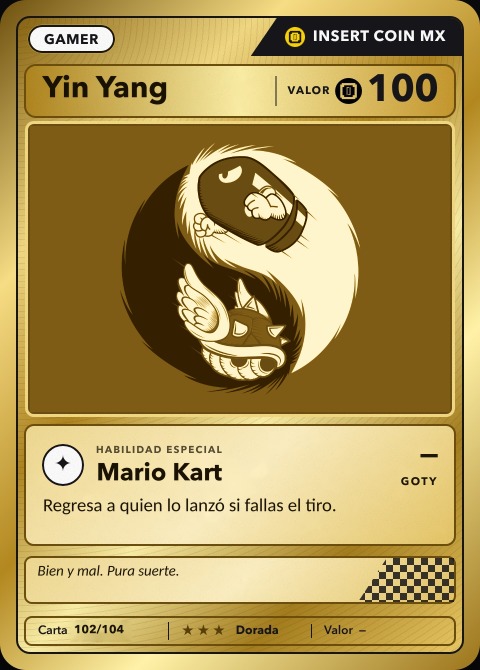 GAMER
INSERT COIN MX
Yin Yang
VALOR 100
HABILIDAD ESPECIAL
Mario Kart
–
GOTY
Regresa a quien lo lanzó si fallas el tiro.
Bien y mal. Pura suerte.
Carta 102/104 ★ ★ ★ Dorada Valor –